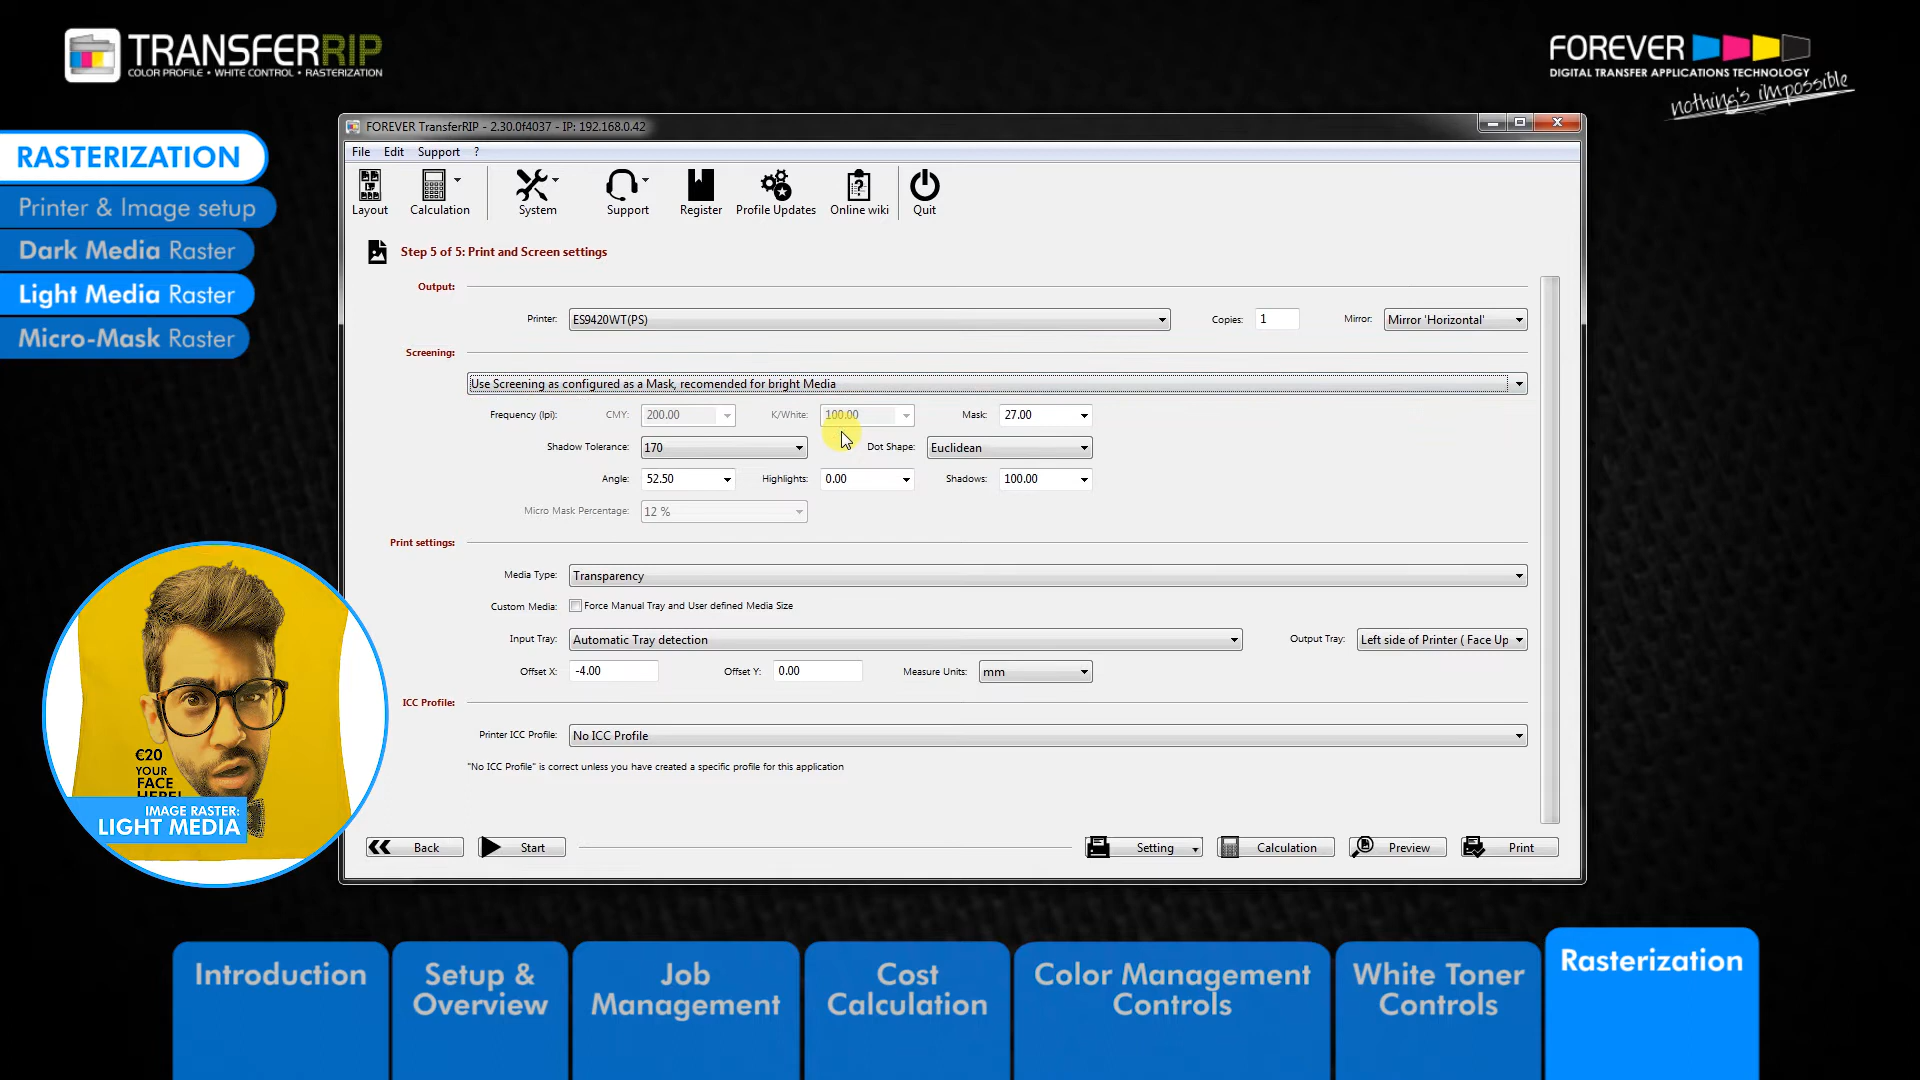 TRANSFERRIP
COLOR PROFILE • WHITE CONTROL • RASTERIZATION
FOREVER
DIGITAL TRANSFER APPLICATIONS TECHNOLOGY
nothing's impossible
RASTERIZATION
Printer & Image setup
Dark Media Raster
Light Media Raster
Micro-Mask Raster
FOREVER TransferRIP - 2.30.0f4037 - IP: 192.168.0.42
File Edit Support ?
Layout Calculation System Support Register Profile Updates Online wiki Quit
Step 5 of 5: Print and Screen settings
Output:
Printer: ES9420WT(PS) Copies: 1 Mirror: Mirror 'Horizontal'
Screening:
Use Screening as configured as a Mask, recomended for bright Media
Frequency (lpi): CMY: 200.00 K/White: 100.00 Mask: 27.00
Shadow Tolerance: 170 Dot Shape: Euclidean
Angle: 52.50 Highlights: 0.00 Shadows: 100.00
Micro Mask Percentage: 12 %
Print settings:
Media Type: Transparency
Custom Media: Force Manual Tray and User defined Media Size
Input Tray: Automatic Tray detection Output Tray: Left side of Printer ( Face Up
Offset X: -4.00 Offset Y: 0.00 Measure Units: mm
ICC Profile:
Printer ICC Profile: No ICC Profile
"No ICC Profile" is correct unless you have created a specific profile for this application
Back Start Setting Calculation Preview Print
€20
YOUR
FACE
HERE!
IMAGE RASTER:
LIGHT MEDIA
Introduction
Setup &
Overview
Job
Management
Cost
Calculation
Color Management
Controls
White Toner
Controls
Rasterization